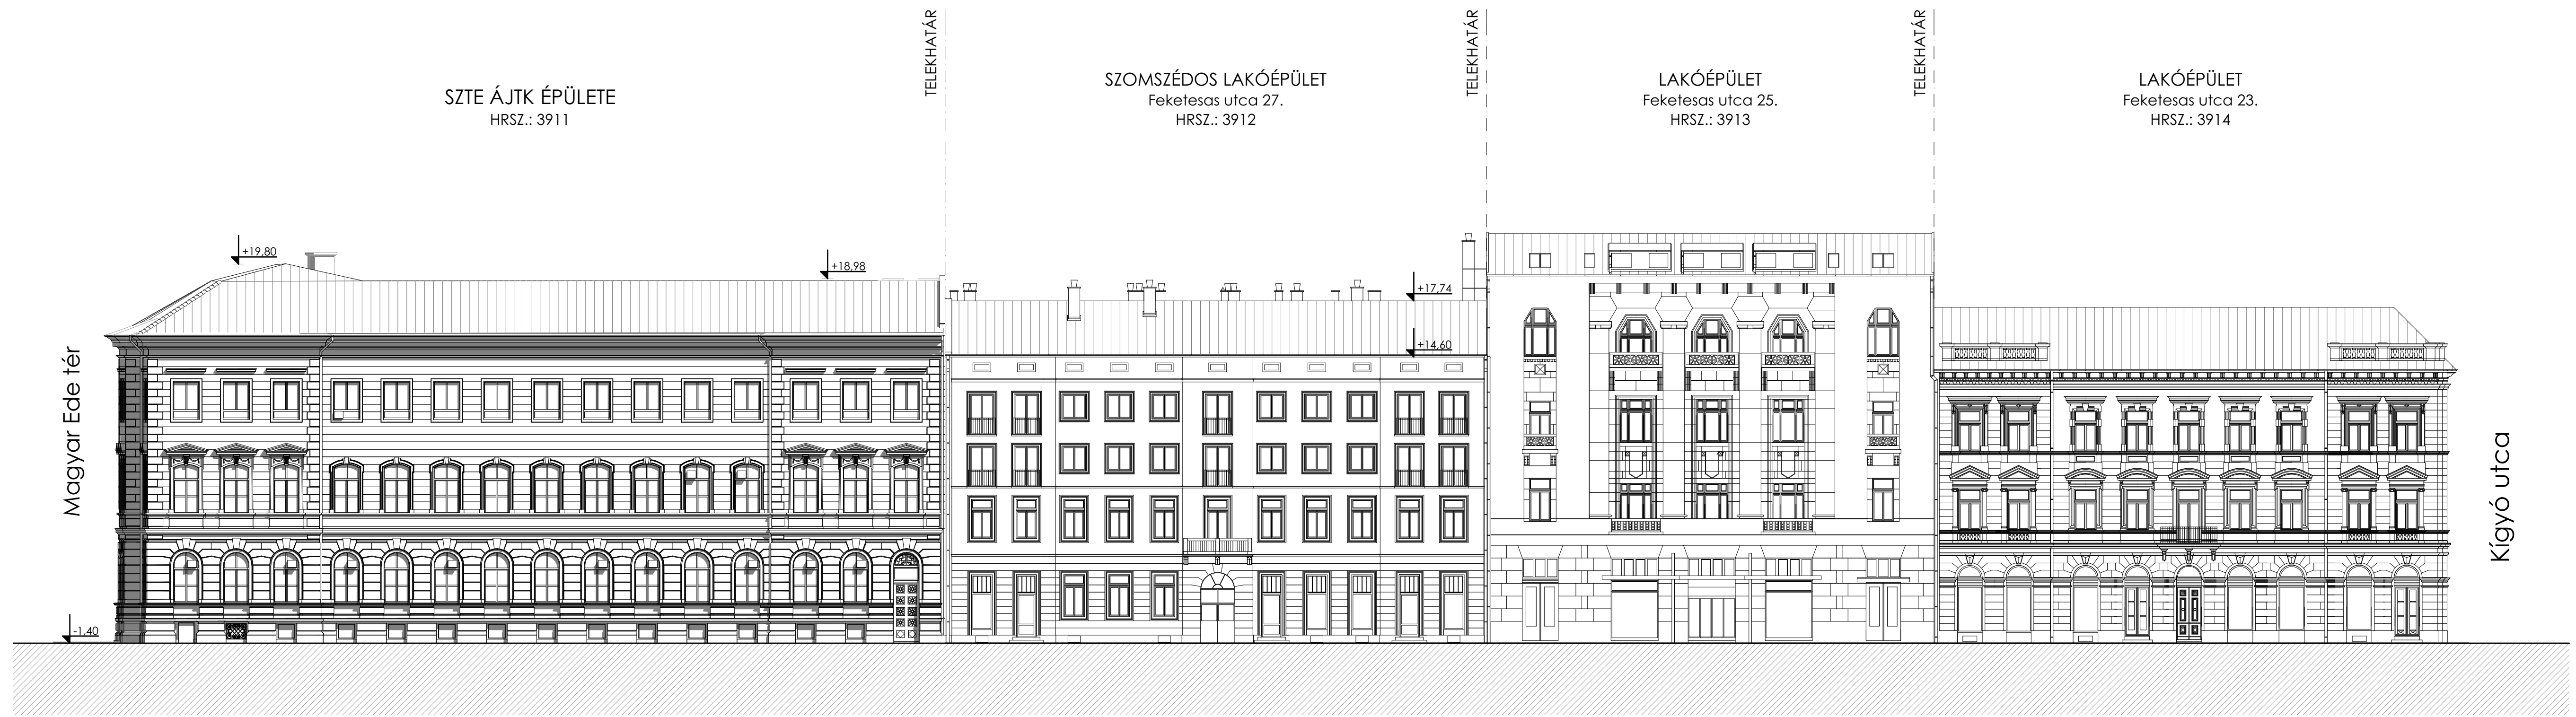 TELEKHATÁR
TELEKHATÁR
TELEKHATÁR
SZTE ÁJTK ÉPÜLETE
HRSZ.: 3911
SZOMSZÉDOS LAKÓÉPÜLET
Feketesas utca 27.
HRSZ.: 3912
LAKÓÉPÜLET
Feketesas utca 25.
HRSZ.: 3913
LAKÓÉPÜLET
Feketesas utca 23.
HRSZ.: 3914
+19,80
+18,98
+17,74
+14,60
-1,40
Magyar Ede tér
Kígyó utca